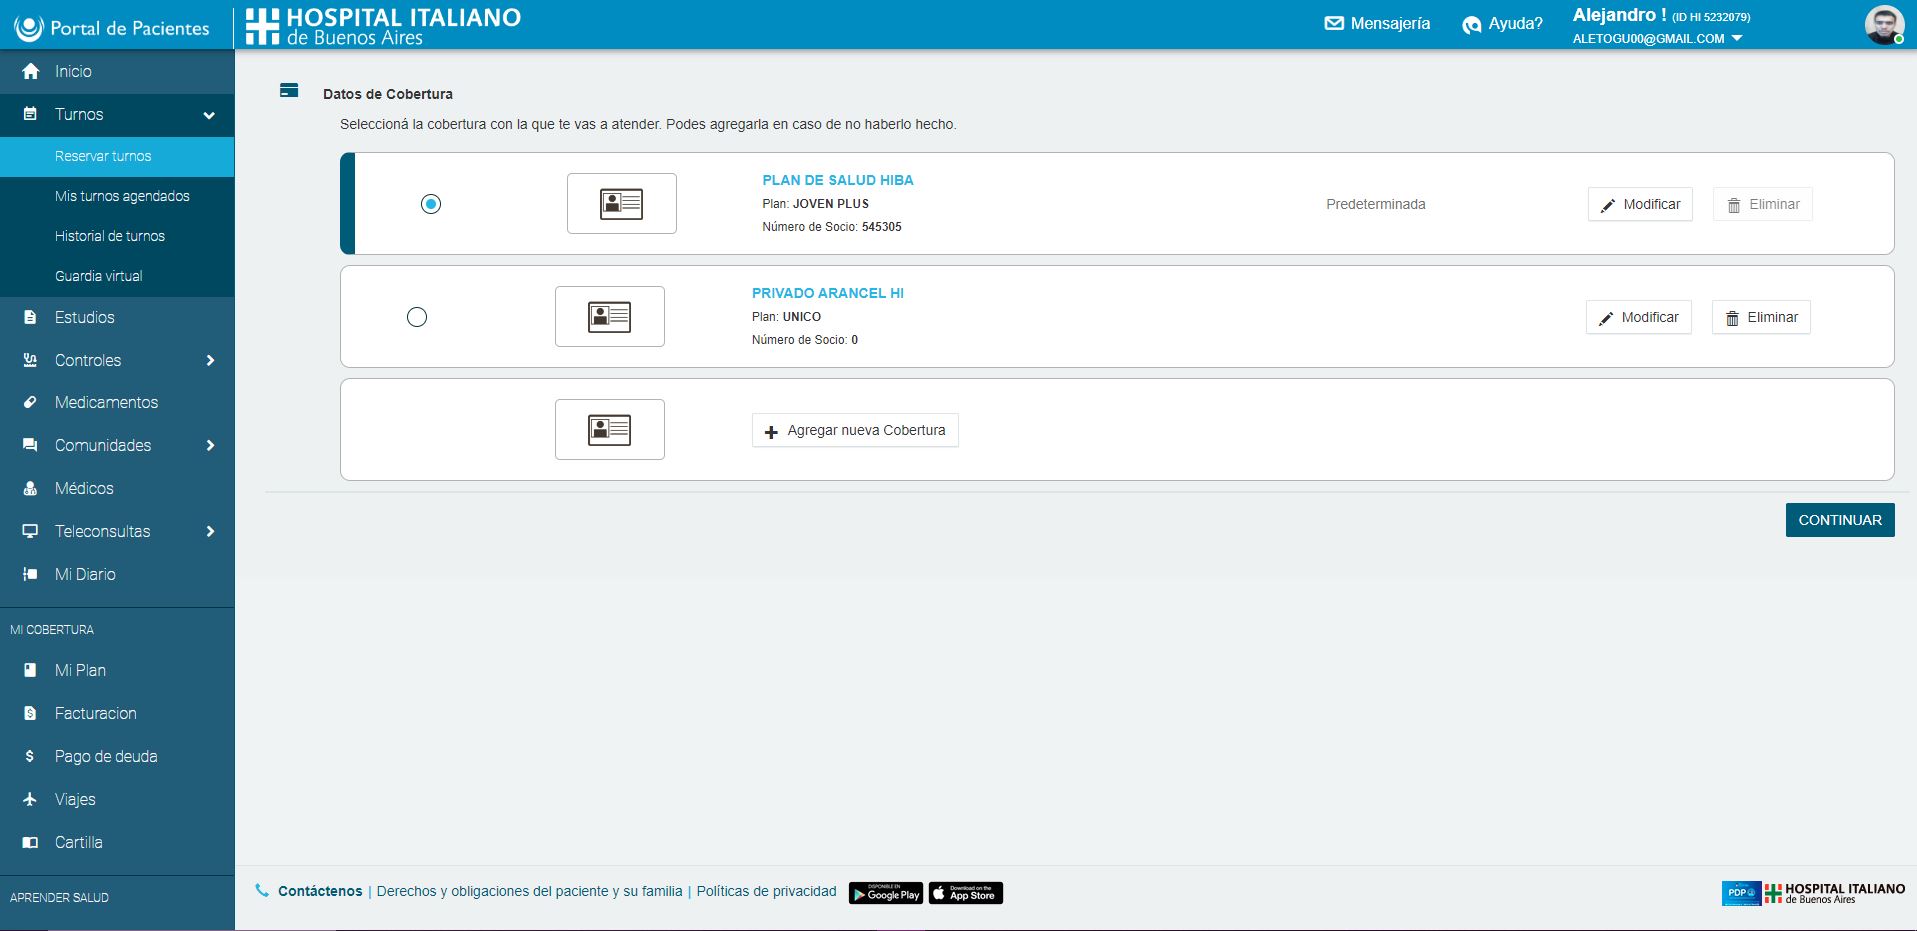 Portal de Pacientes
HOSPITAL ITALIANO
de Buenos Aires
Mensajería
Ayuda?
Alejandro ! (ID HI 5232079)
ALETOGU00@GMAIL.COM
Inicio
Turnos
Reservar turnos
Mis turnos agendados
Historial de turnos
Guardia virtual
Estudios
Controles
Medicamentos
Comunidades
Médicos
Teleconsultas
Mi Diario
MI COBERTURA
Mi Plan
Facturacion
Pago de deuda
Viajes
Cartilla
APRENDER SALUD
Datos de Cobertura
Seleccioná la cobertura con la que te vas a atender. Podes agregarla en caso de no haberlo hecho.
PLAN DE SALUD HIBA
Plan: JOVEN PLUS
Número de Socio: 545305
Predeterminada
Modificar
Eliminar
PRIVADO ARANCEL HI
Plan: UNICO
Número de Socio: 0
Modificar
Eliminar
Agregar nueva Cobertura
CONTINUAR
Contáctenos | Derechos y obligaciones del paciente y su familia | Políticas de privacidad
DISPONIBLE EN
Google Play
Download on the
App Store
PDP
HOSPITAL ITALIANO
de Buenos Aires